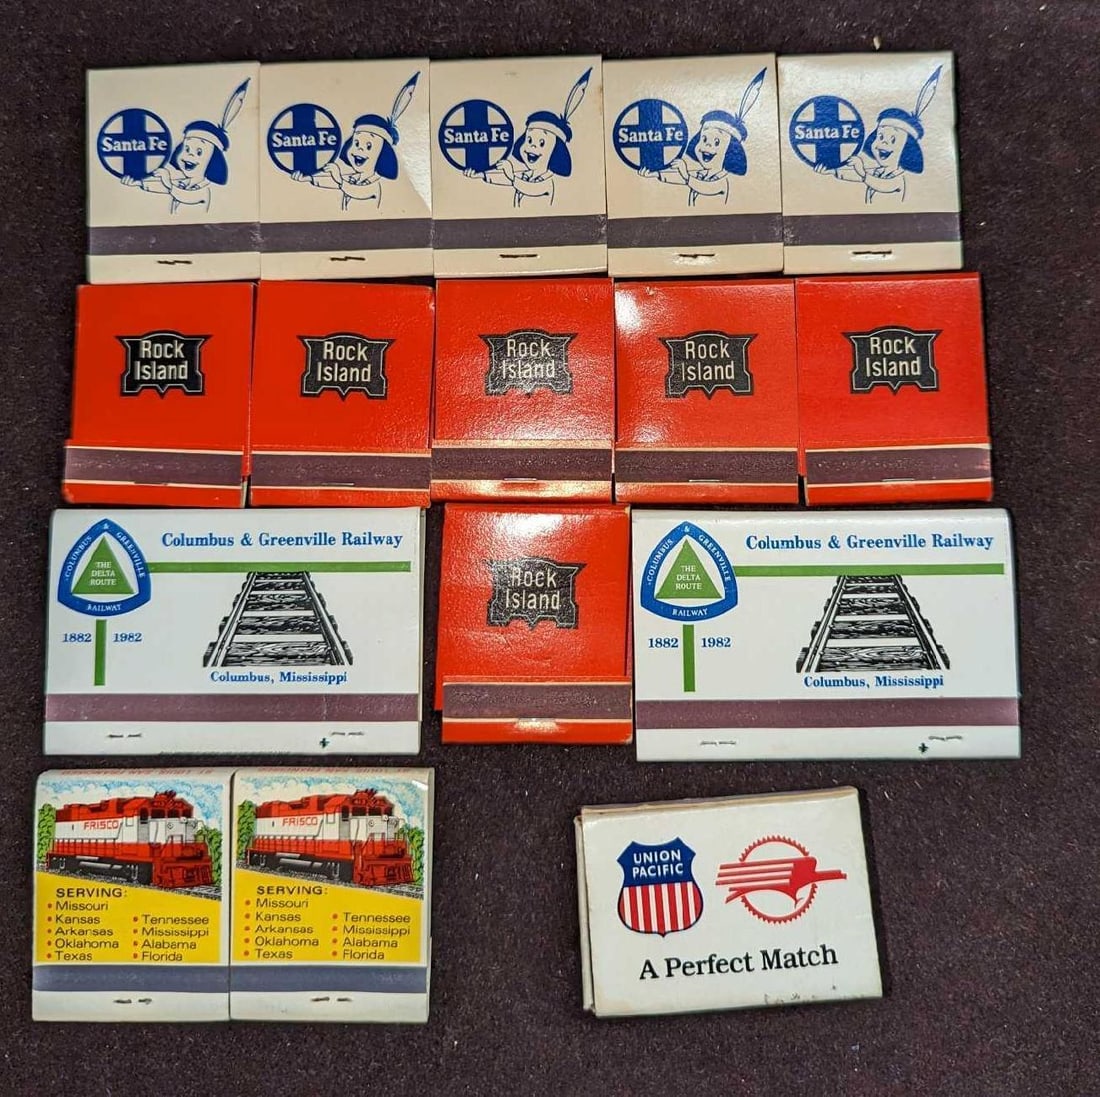 Santa Fe
Santa Fe
Santa Fe
Santa Fe
Santa Fe
Rock
Island
Rock
Island
Rock
Island
Rock
Island
Rock
Island
COLUMBUS & GREENVILLE
THE
DELTA
ROUTE
RAILWAY
Columbus & Greenville Railway
1882 1982
Columbus, Mississippi
Rock
Island
COLUMBUS & GREENVILLE
THE
DELTA
ROUTE
RAILWAY
Columbus & Greenville Railway
1882 1982
Columbus, Mississippi
FRISCO
SERVING:
• Missouri
• Kansas
• Arkansas
• Oklahoma
• Texas
• Tennessee
• Mississippi
• Alabama
• Florida
FRISCO
SERVING:
• Missouri
• Kansas
• Arkansas
• Oklahoma
• Texas
• Tennessee
• Mississippi
• Alabama
• Florida
UNION
PACIFIC
A Perfect Match